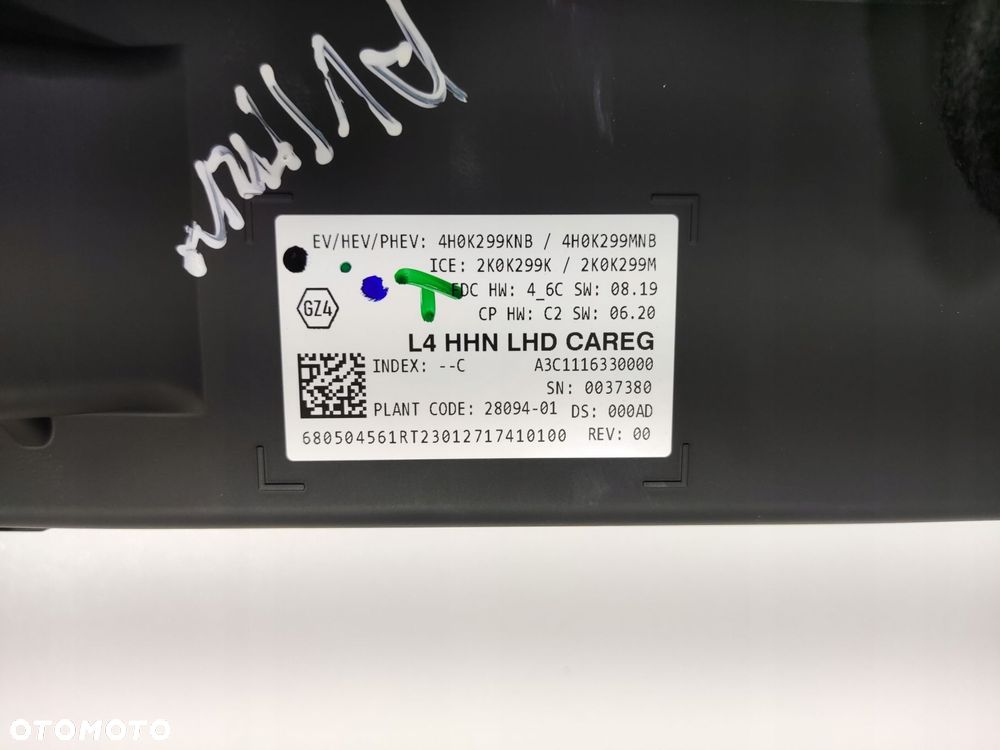 EV/HEV/PHEV: 4H0K299KNB / 4H0K299MNB
ICE: 2K0K299K / 2K0K299M
EDC HW: 4_6C SW: 08.19
GZ4
CP HW: C2 SW: 06.20
L4 HHN LHD CAREG
INDEX: --C A3C1116330000
SN: 0037380
PLANT CODE: 28094-01 DS: 000AD
680504561RT23012717410100 REV: 00
OTOMOTO